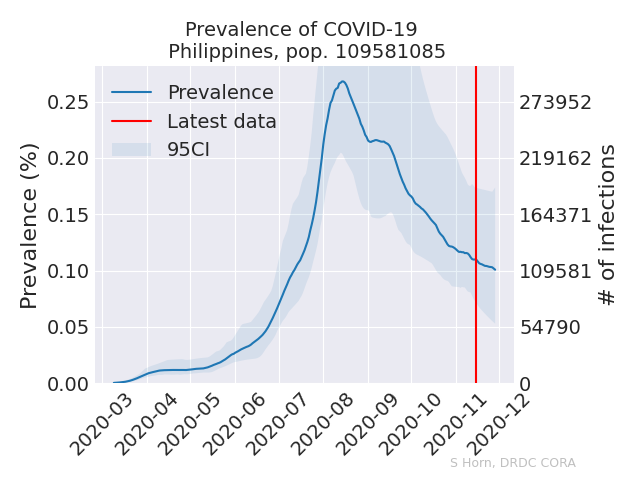 Prevalence of COVID-19
Philippines, pop. 109581085
Prevalence
Latest data
95CI
Prevalence (%)
0.25
0.20
0.15
0.10
0.05
0.00
273952
219162
164371
109581
54790
0
# of infections
2020-03
2020-04
2020-05
2020-06
2020-07
2020-08
2020-09
2020-10
2020-11
2020-12
S Horn, DRDC CORA